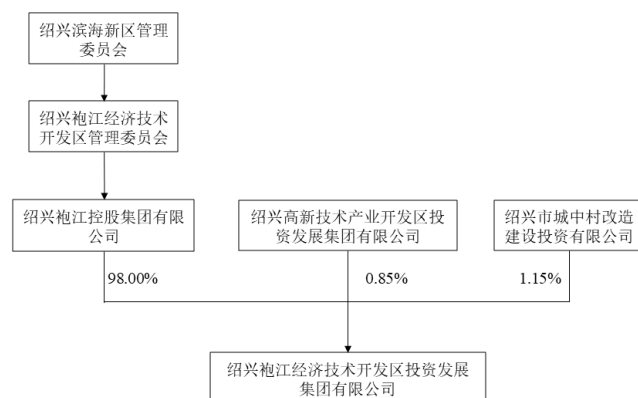 绍兴滨海新区管理
委员会
绍兴袍江经济技术
开发区管理委员会
绍兴袍江控股集团有限
公司
绍兴高新技术产业开发区投
资发展集团有限公司
绍兴市城中村改造
建设投资有限公司
98.00%
0.85%
1.15%
绍兴袍江经济技术开发区投资发展
集团有限公司